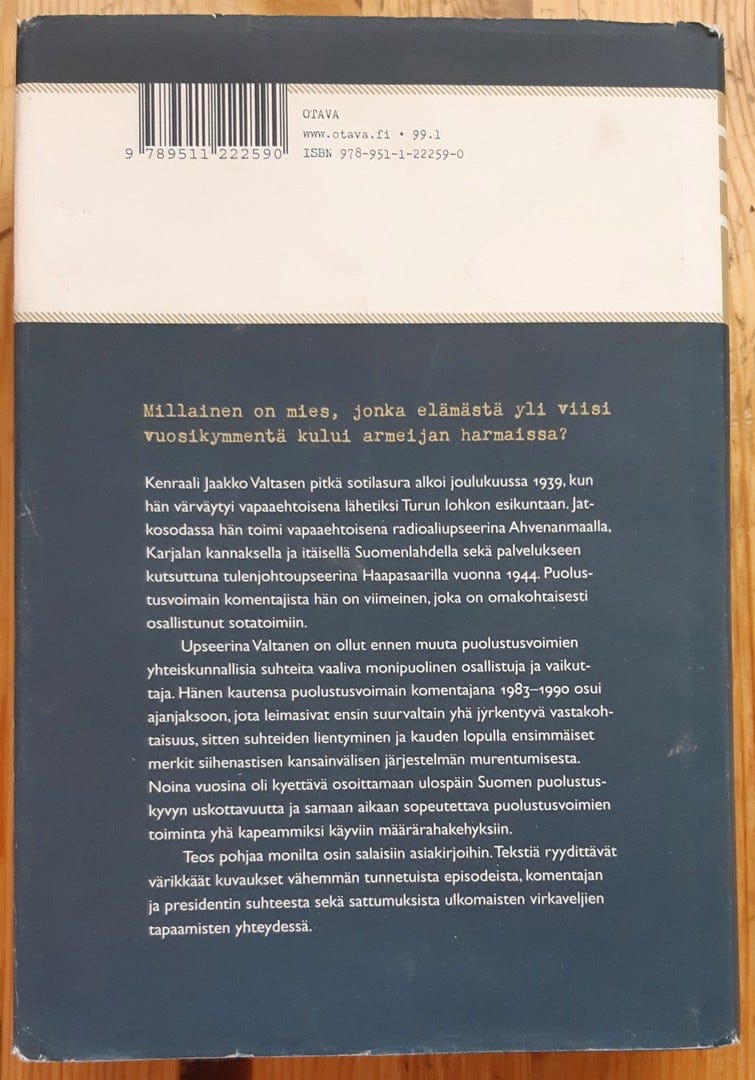 OTAVA
www.otava.fi • 99.1
9 789511 222590
ISBN 978-951-1-22259-0
Millainen on mies, jonka elämästä yli viisi
vuosikymmentä kului armeijan harmaissa?
Kenraali Jaakko Valtasen pitkä sotilasura alkoi joulukuussa 1939, kun
hän värväytyi vapaaehtoisena lähetiksi Turun lohkon esikuntaan. Jat-
kosodassa hän toimi vapaaehtoisena radioaliupseerina Ahvenanmaalla,
Karjalan kannaksella ja itäisellä Suomenlahdella sekä palvelukseen
kutsuttuna tulenjohtoupseerina Haapasaarilla vuonna 1944. Puolus-
tusvoimain komentajista hän on viimeinen, joka on omakohtaisesti
osallistunut sotatoimiin.
Upseerina Valtanen on ollut ennen muuta puolustusvoimien
yhteiskunnallisia suhteita vaaliva monipuolinen osallistuja ja vaikut-
taja. Hänen kautensa puolustusvoimain komentajana 1983–1990 osui
ajanjaksoon, jota leimasivat ensin suurvaltain yhä jyrkentyvä vastakoh-
taisuus, sitten suhteiden lientyminen ja kauden lopulla ensimmäiset
merkit siihenastisen kansainvälisen järjestelmän murentumisesta.
Noina vuosina oli kyettävä osoittamaan ulospäin Suomen puolustus-
kyvyn uskottavuutta ja samaan aikaan sopeutettava puolustusvoimien
toiminta yhä kapeammiksi käyviin määrärahakehyksiin.
Teos pohjaa monilta osin salaisiin asiakirjoihin. Tekstiä ryydittävät
värikkäät kuvaukset vähemmän tunnetuista episodeista, komentajan
ja presidentin suhteesta sekä sattumuksista ulkomaisten virkaveljien
tapaamisten yhteydessä.